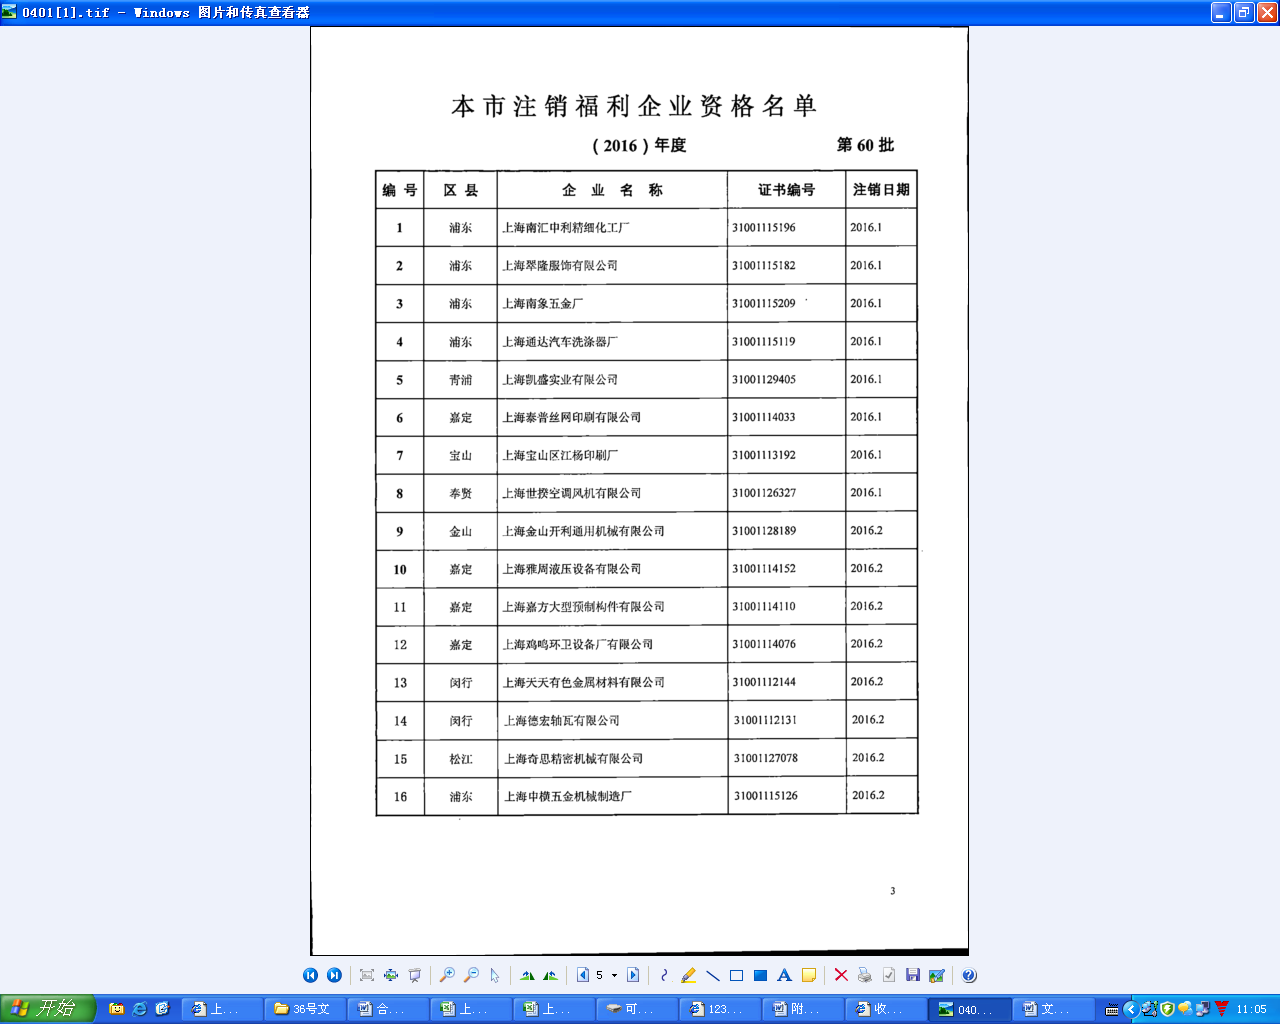 0401[1].tif - Windows 图片和传真查看器
本市注销福利企业资格名单
(2016)年度 第 60 批
编号 区县 企业名称 证书编号 注销日期
1 浦东 上海南汇中利精细化工厂 31001115196 2016.1
2 浦东 上海翠隆服饰有限公司 31001115182 2016.1
3 浦东 上海南象五金厂 31001115209 2016.1
4 浦东 上海通达汽车洗涤器厂 31001115119 2016.1
5 青浦 上海凯盛实业有限公司 31001129405 2016.1
6 嘉定 上海泰普丝网印刷有限公司 31001114033 2016.1
7 宝山 上海宝山区江杨印刷厂 31001113192 2016.1
8 奉贤 上海世揆空调风机有限公司 31001126327 2016.1
9 金山 上海金山开利通用机械有限公司 31001128189 2016.2
10 嘉定 上海雅周液压设备有限公司 31001114152 2016.2
11 嘉定 上海嘉方大型预制构件有限公司 31001114110 2016.2
12 嘉定 上海鸡鸣环卫设备厂有限公司 31001114076 2016.2
13 闵行 上海天天有色金属材料有限公司 31001112144 2016.2
14 闵行 上海德宏轴瓦有限公司 31001112131 2016.2
15 松江 上海奇思精密机械有限公司 31001127078 2016.2
16 浦东 上海中横五金机械制造厂 31001115126 2016.2
3
5
开始 上... 36号文 合... 上... 上... 可... 123... 附... 收... 040... 文... 11:05